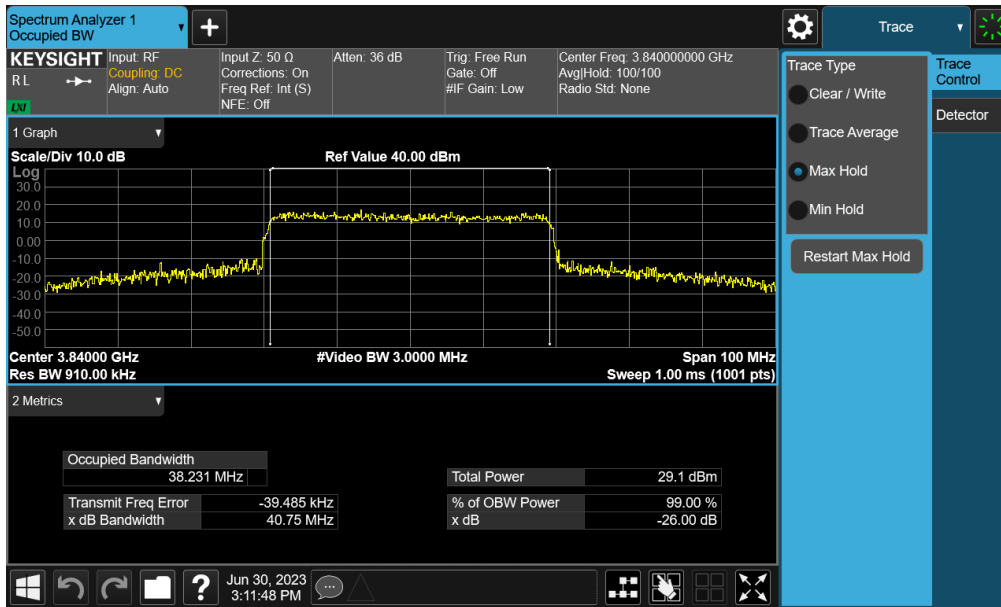 Spectrum Analyzer 1
Occupied BW
Trace
KEYSIGHT
R L
LXI
Input: RF
Coupling: DC
Align: Auto
Input Z: 50 Ω
Corrections: On
Freq Ref: Int (S)
NFE: Off
Atten: 36 dB
Trig: Free Run
Gate: Off
#IF Gain: Low
Center Freq: 3.840000000 GHz
Avg|Hold: 100/100
Radio Std: None
Trace Type
Clear / Write
Trace Average
Max Hold
Min Hold
Restart Max Hold
Trace
Control
Detector
1 Graph
Scale/Div 10.0 dB
Ref Value 40.00 dBm
Log
30.0
20.0
10.0
0.00
-10.0
-20.0
-30.0
-40.0
-50.0
Center 3.84000 GHz
#Video BW 3.0000 MHz
Span 100 MHz
Res BW 910.00 kHz
Sweep 1.00 ms (1001 pts)
2 Metrics
Occupied Bandwidth
38.231 MHz
Total Power 29.1 dBm
Transmit Freq Error -39.485 kHz
% of OBW Power 99.00 %
x dB Bandwidth 40.75 MHz
x dB -26.00 dB
?
Jun 30, 2023
3:11:48 PM